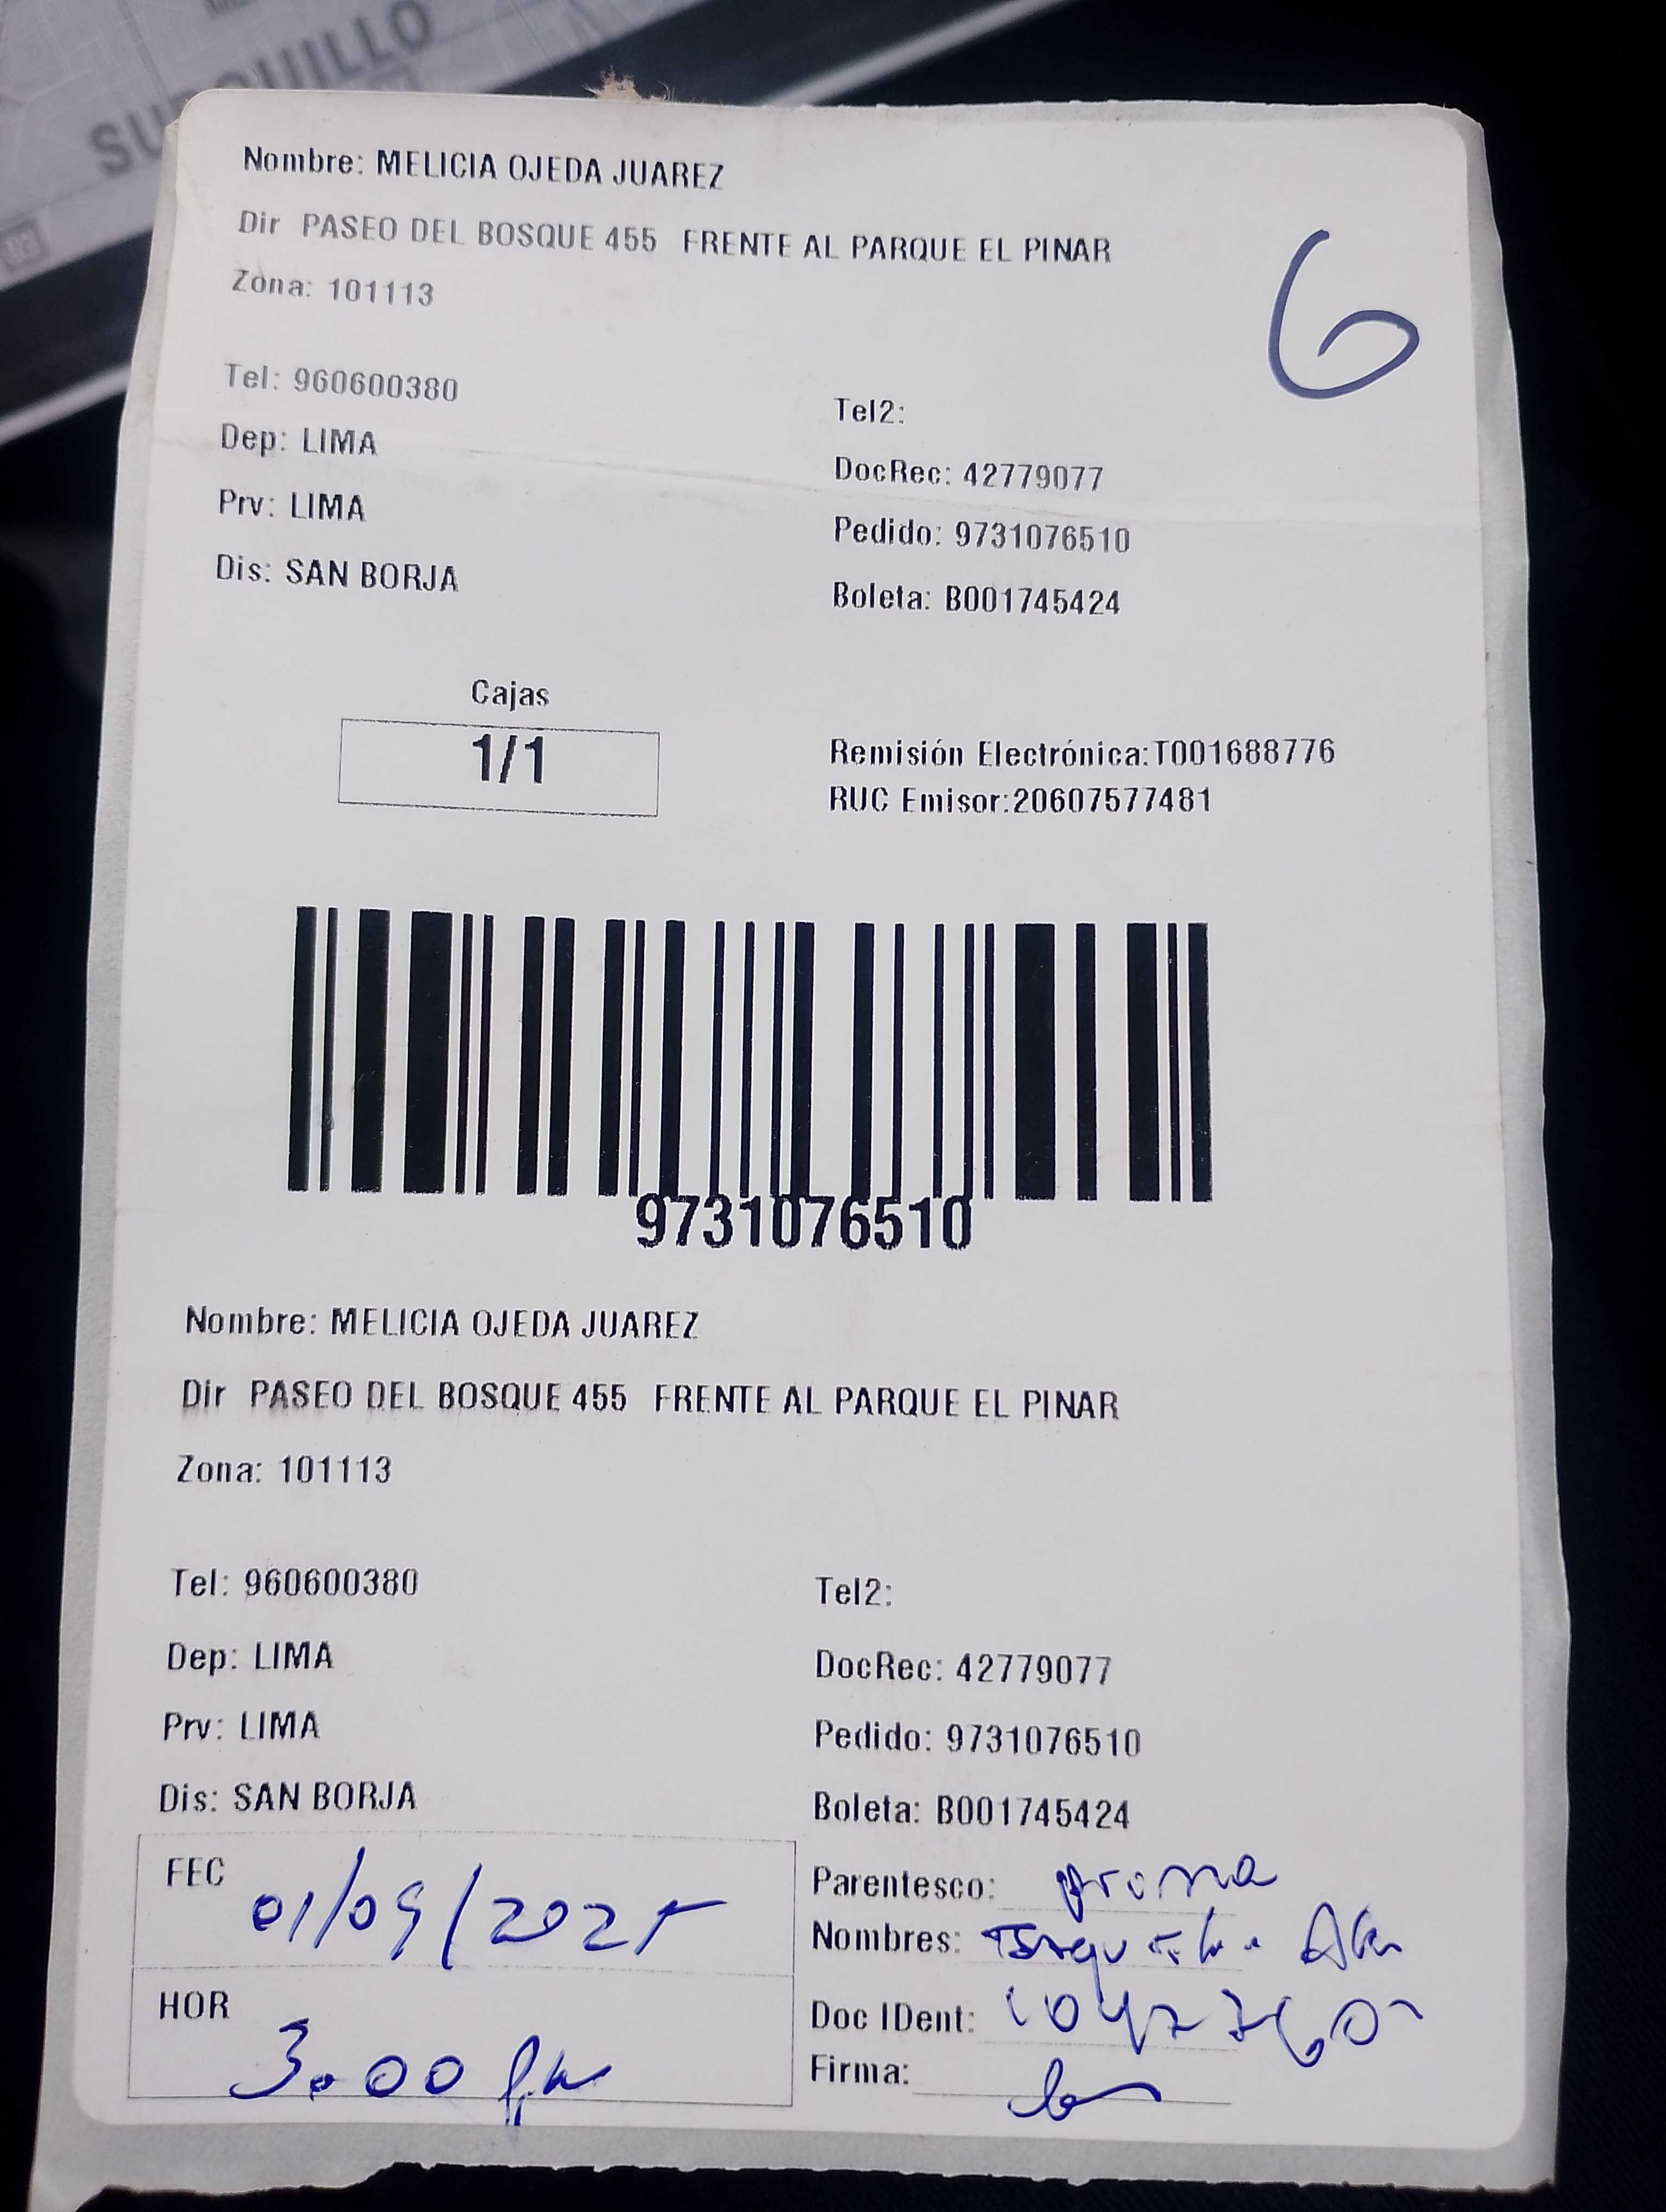 Nombre: MELICIA OJEDA JUAREZ
Dir PASEO DEL BOSQUE 455 FRENTE AL PARQUE EL PINAR
Zona: 101113
6
Tel: 960600380
Tel2:
Dep: LIMA
DocRec: 42779077
Prv: LIMA
Pedido: 9731076510
Dis: SAN BORJA
Boleta: B001745424
Cajas
1/1
Remisión Electrónica:T001688776
RUC Emisor:20607577481
9731076510
Nombre: MELICIA OJEDA JUAREZ
Dir PASEO DEL BOSQUE 455 FRENTE AL PARQUE EL PINAR
Zona: 101113
Tel: 960600380
Tel2:
Dep: LIMA
DocRec: 42779077
Prv: LIMA
Pedido: 9731076510
Dis: SAN BORJA
Boleta: B001745424
FEC 01/09/2025
Parentesco:
Nombres:
HOR 3.00 pm
Doc IDent:
Firma: